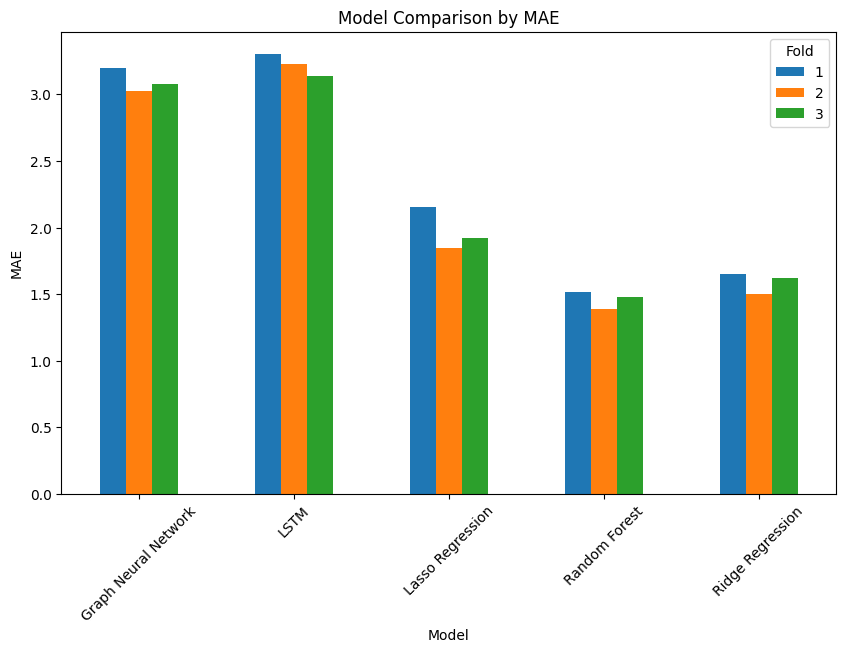 Model Comparison by MAE
Fold
1
2
3
MAE
3.0
2.5
2.0
1.5
1.0
0.5
0.0
Graph Neural Network
LSTM
Lasso Regression
Random Forest
Ridge Regression
Model